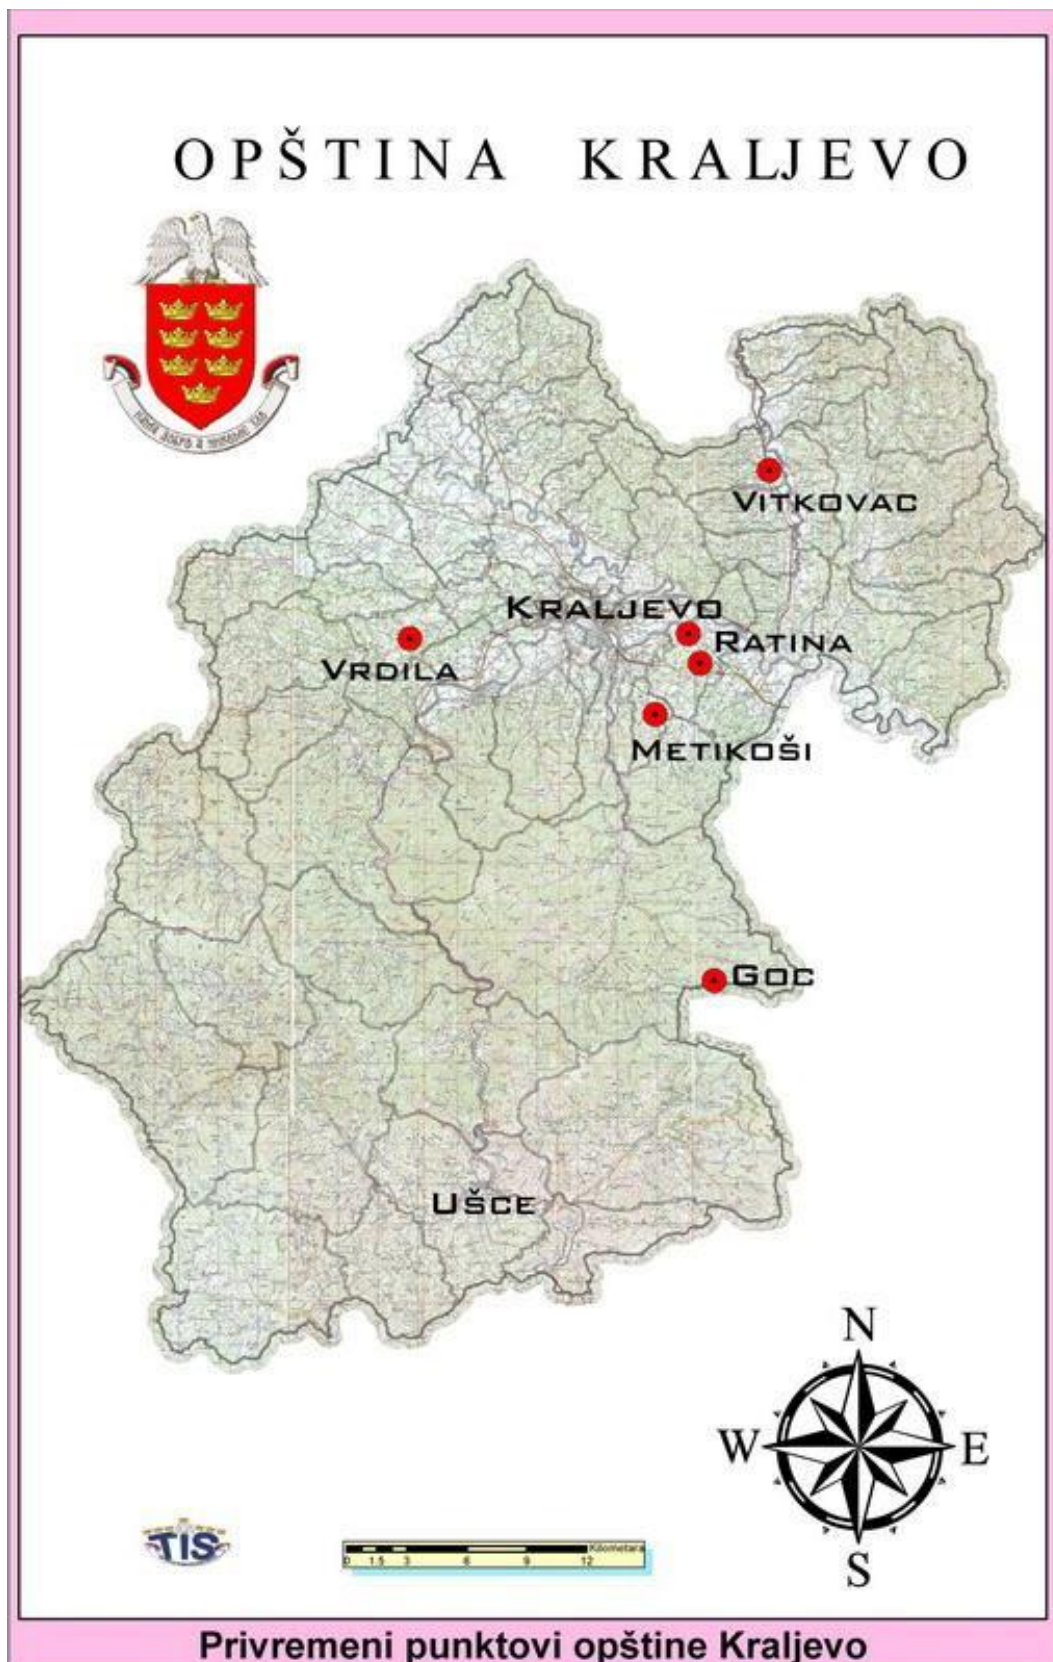 OPŠTINA KRALJEVO
VITKOVAC
KRALJEVO
RATINA
VRDILA
METIKOŠI
GOC
UŠCE
N
W E
S
TIS
Kilometara
0 1.5 3 6 9 12
Privremeni punktovi opštine Kraljevo